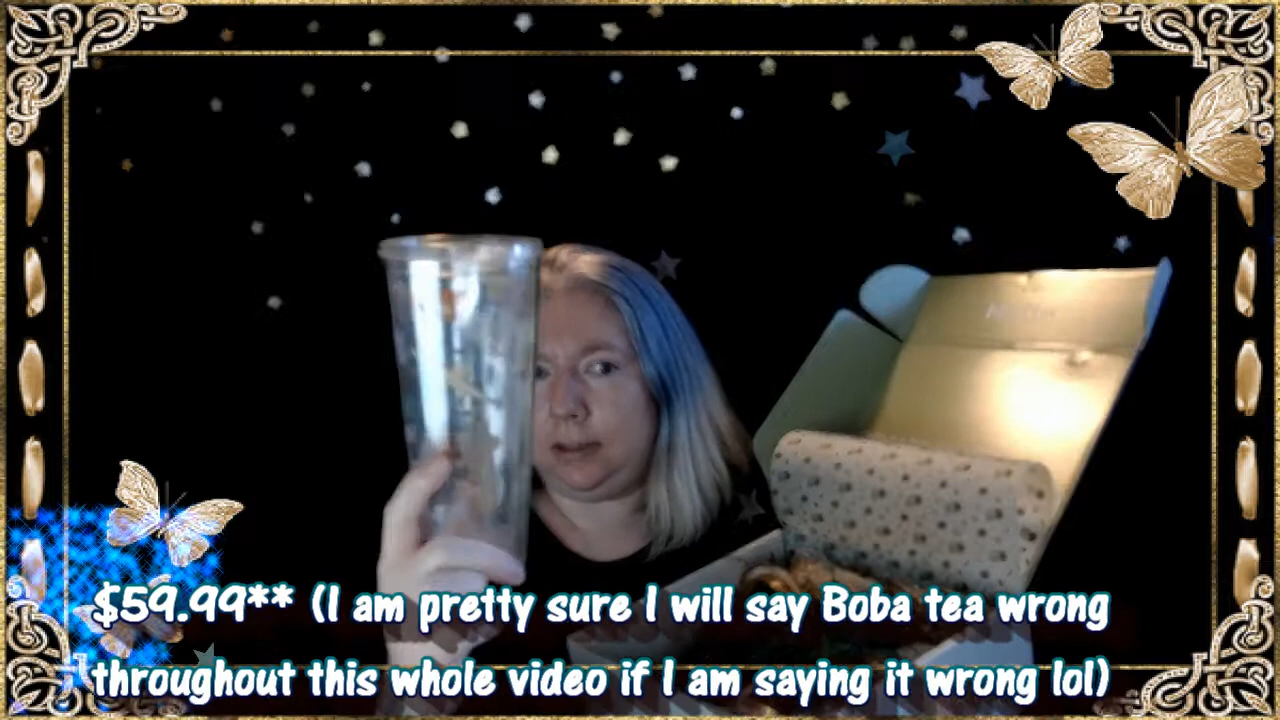 $59.99** (I am pretty sure I will say Boba tea wrong
throughout this whole video if I am saying it wrong lol)